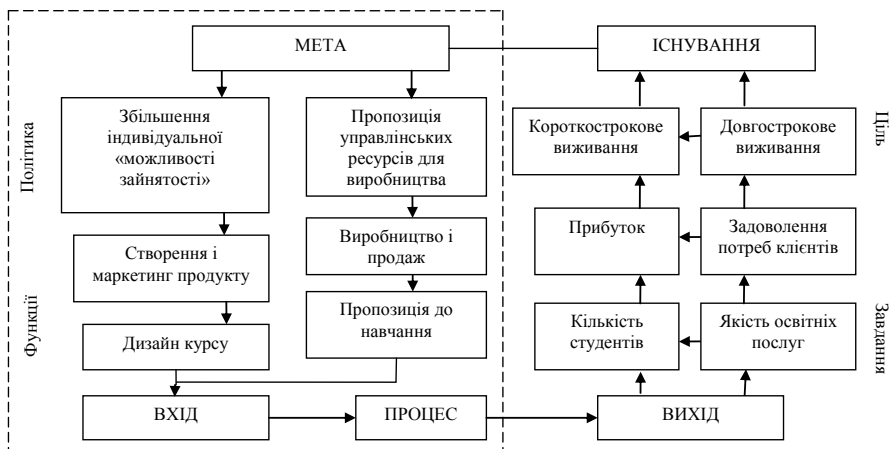 МЕТА
ІСНУВАННЯ
Політика
Збільшення
індивідуальної
«можливості
зайнятості»
Пропозиція
управлінських
ресурсів для
виробництва
Короткострокове
виживання
Довгострокове
виживання
Ціль
Створення і
маркетинг продукту
Виробництво і
продаж
Прибуток
Задоволення
потреб клієнтів
Функції
Дизайн курсу
Пропозиція до
навчання
Кількість
студентів
Якість освітніх
послуг
Завдання
ВХІД
ПРОЦЕС
ВИХІД